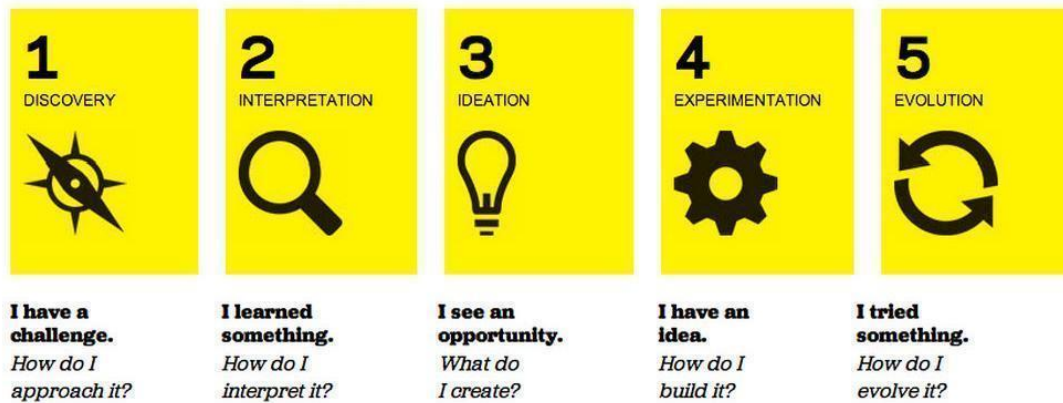 1
DISCOVERY
2
INTERPRETATION
3
IDEATION
4
EXPERIMENTATION
5
EVOLUTION
I have a
challenge.
How do I
approach it?
I learned
something.
How do I
interpret it?
I see an
opportunity.
What do
I create?
I have an
idea.
How do I
build it?
I tried
something.
How do I
evolve it?